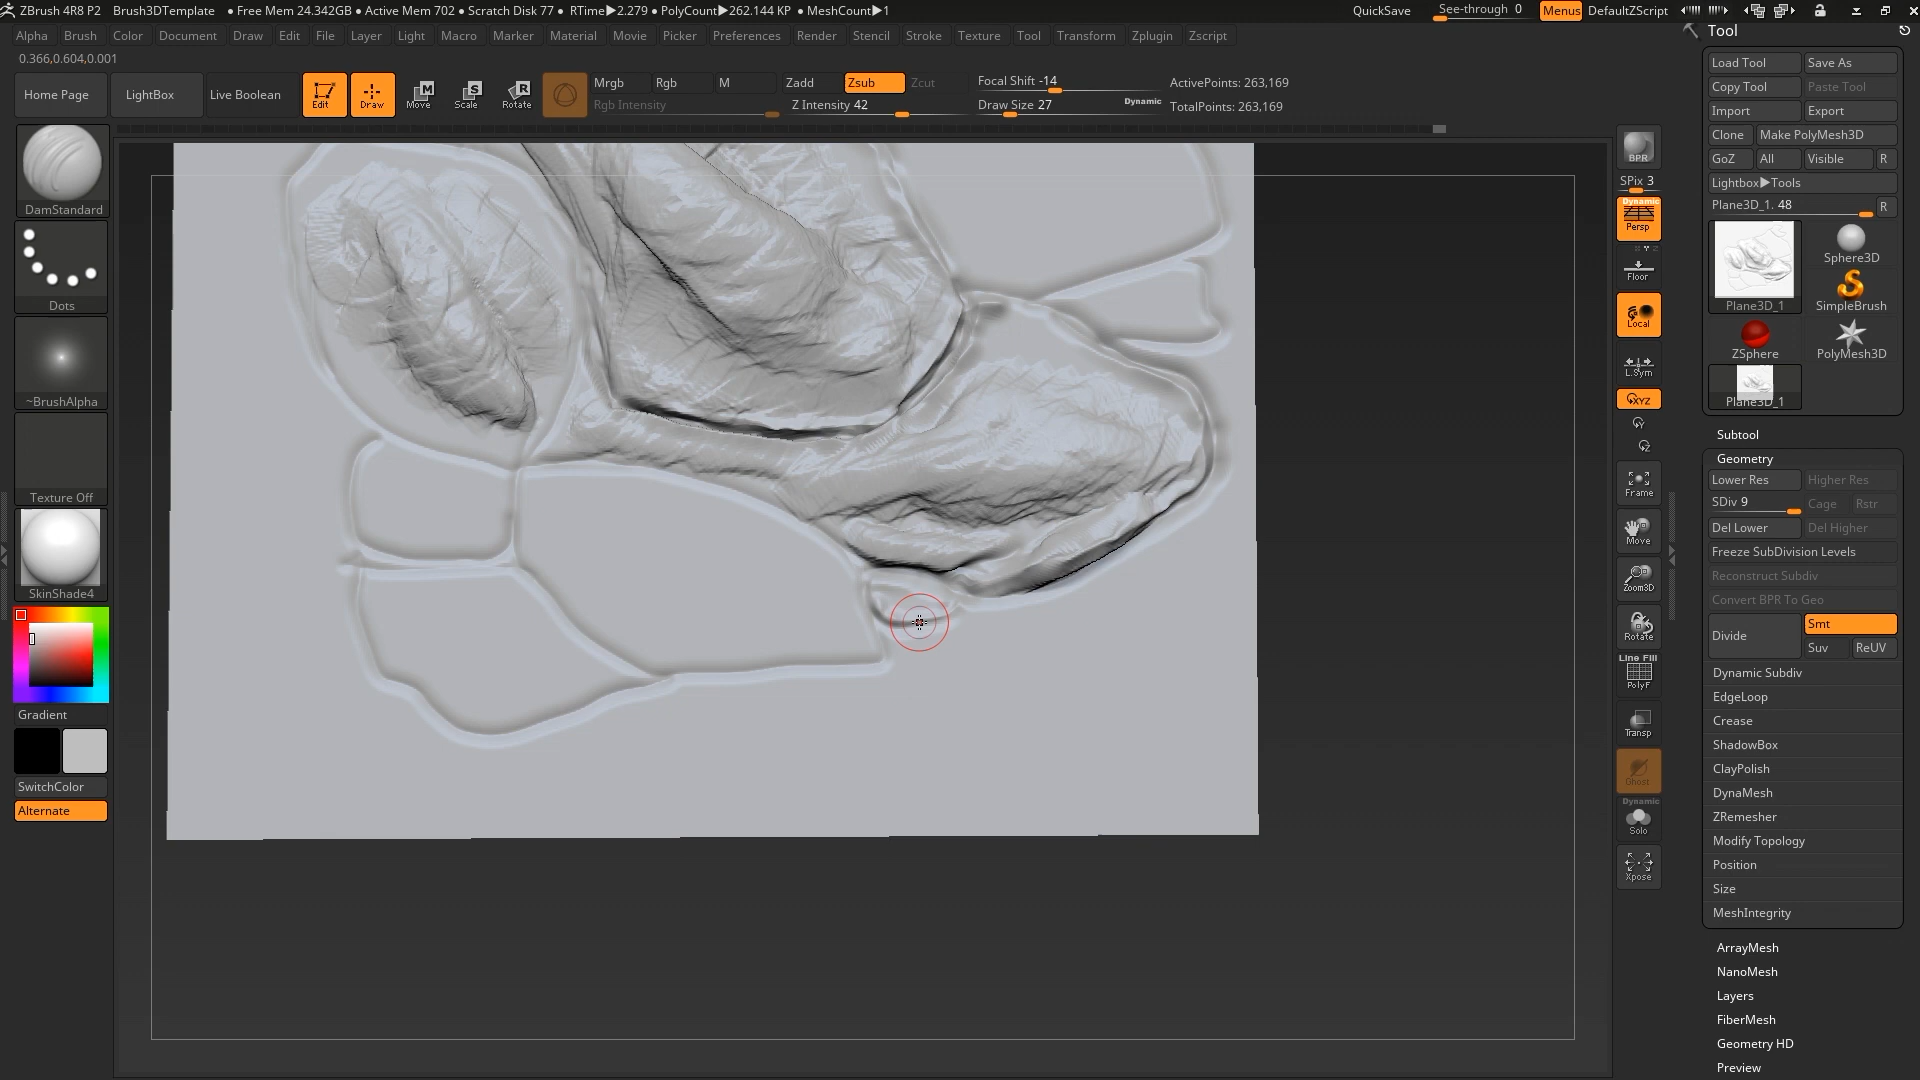 ZBrush 4R8 P2 Brush3DTemplate • Free Mem 24.342GB • Active Mem 702 • Scratch Disk 77 • RTime▶2.279 • PolyCount▶262.144 KP • MeshCount▶1 QuickSave See-through 0 Menus DefaultZScript
Alpha Brush Color Document Draw Edit File Layer Light Macro Marker Material Movie Picker Preferences Render Stencil Stroke Texture Tool Transform Zplugin Zscript
0.366,0.604,0.001
Home Page LightBox Live Boolean Edit Draw Move Scale Rotate
M S R
Mrgb Rgb M Zadd Zsub Zcut Focal Shift -14 ActivePoints: 263,169
Rgb Intensity Z Intensity 42 Draw Size 27 Dynamic TotalPoints: 263,169
DamStandard
Dots
~BrushAlpha
Texture Off
SkinShade4
Gradient
SwitchColor
Alternate
BPR
SPix 3
Dynamic
Persp
Floor
Local
L.Sym
XYZ
Y
Z
Frame
Move
Zoom3D
Rotate
Line Fill
PolyF
Transp
Ghost
Dynamic
Solo
Xpose
Tool
Load Tool Save As
Copy Tool Paste Tool
Import Export
Clone Make PolyMesh3D
GoZ All Visible R
Lightbox▶Tools
Plane3D_1. 48 R
Plane3D_1 Sphere3D
SimpleBrush
ZSphere PolyMesh3D
Plane3D_1
Subtool
Geometry
Lower Res Higher Res
SDiv 9 Cage Rstr
Del Lower Del Higher
Freeze SubDivision Levels
Reconstruct Subdiv
Convert BPR To Geo
Divide Smt
Suv ReUV
Dynamic Subdiv
EdgeLoop
Crease
ShadowBox
ClayPolish
DynaMesh
ZRemesher
Modify Topology
Position
Size
MeshIntegrity
ArrayMesh
NanoMesh
Layers
FiberMesh
Geometry HD
Preview